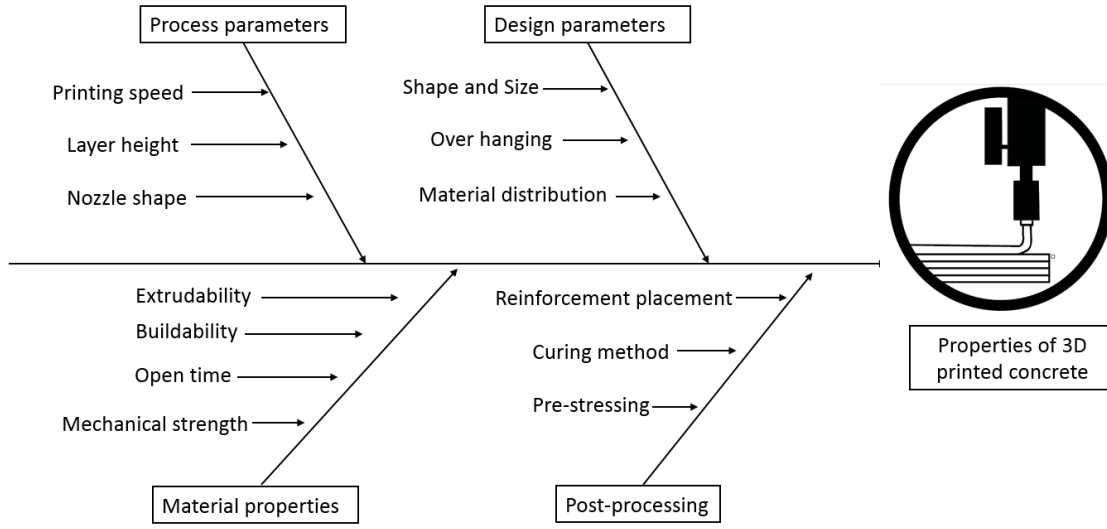 Process parameters
Printing speed
Layer height
Nozzle shape
Design parameters
Shape and Size
Over hanging
Material distribution
Extrudability
Buildability
Open time
Mechanical strength
Material properties
Reinforcement placement
Curing method
Pre-stressing
Post-processing
Properties of 3D
printed concrete